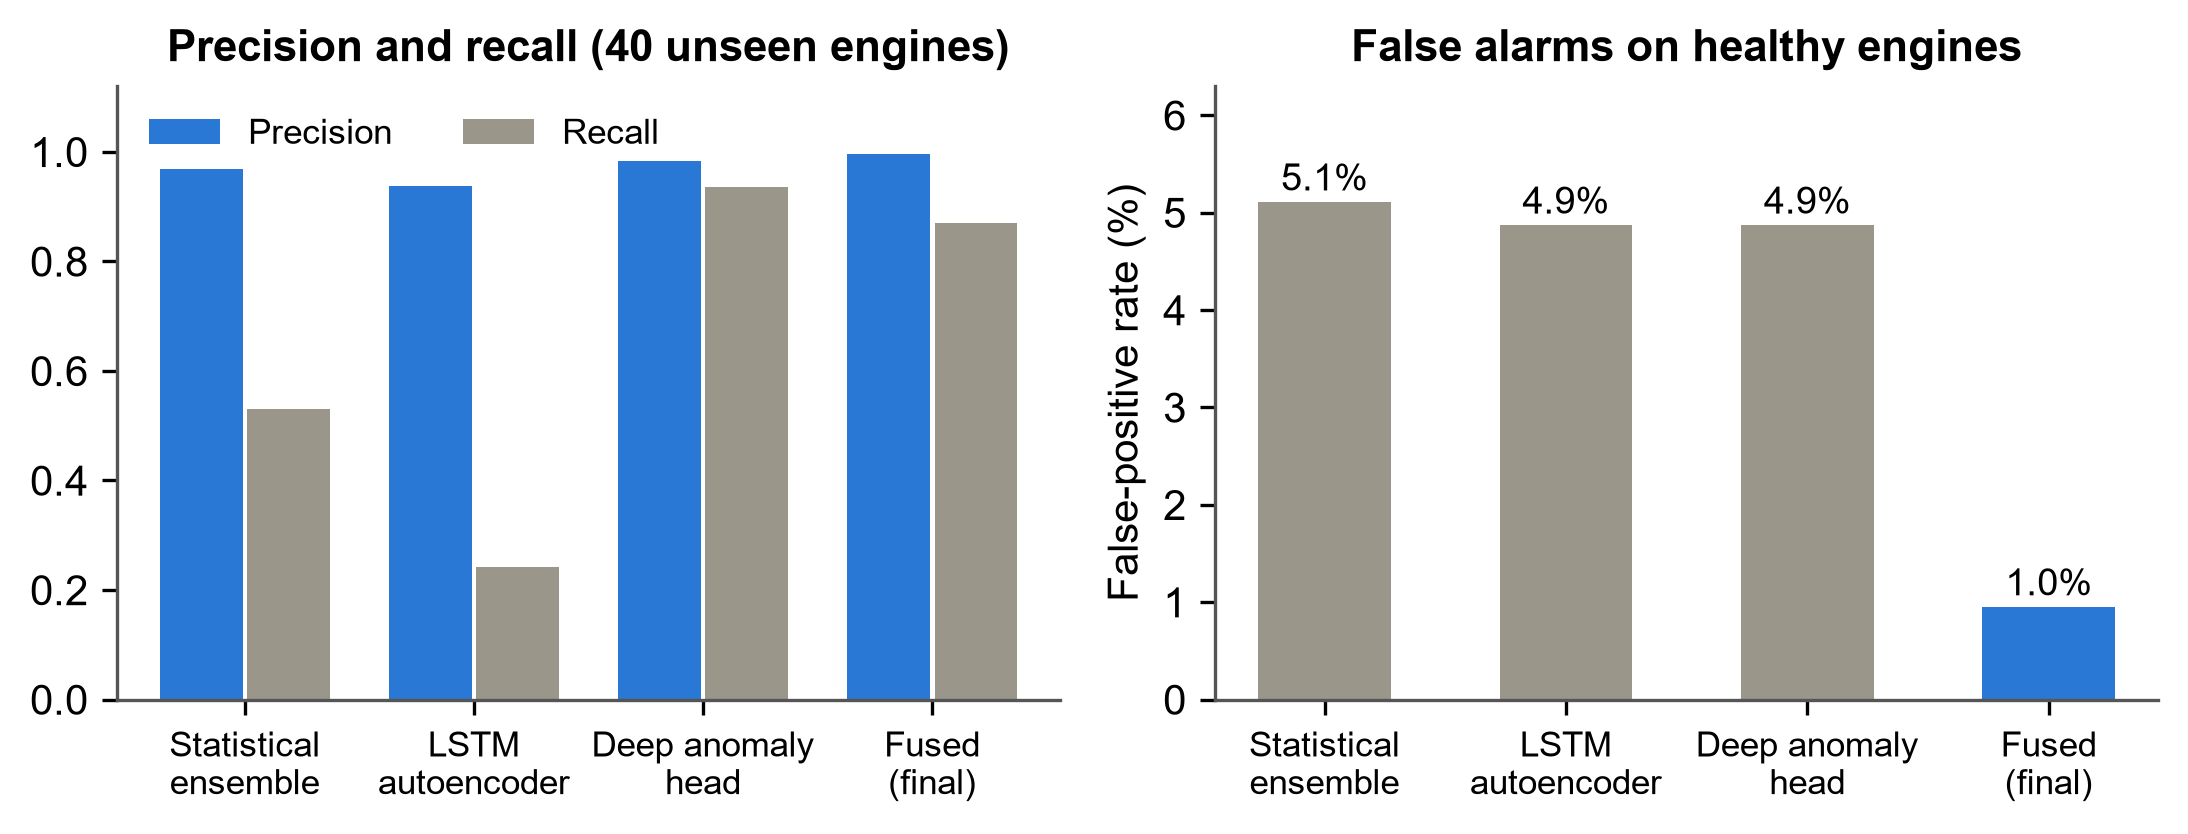 Precision and recall (40 unseen engines)
Precision
Recall
1.0
0.8
0.6
0.4
0.2
0.0
Statistical
ensemble
LSTM
autoencoder
Deep anomaly
head
Fused
(final)
False alarms on healthy engines
False-positive rate (%)
6
5
4
3
2
1
0
5.1%
4.9%
4.9%
1.0%
Statistical
ensemble
LSTM
autoencoder
Deep anomaly
head
Fused
(final)